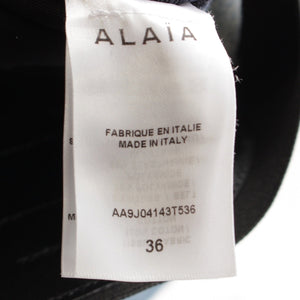 ALAÏA
FABRIQUE EN ITALIE
MADE IN ITALY
AA9J04143T536
36